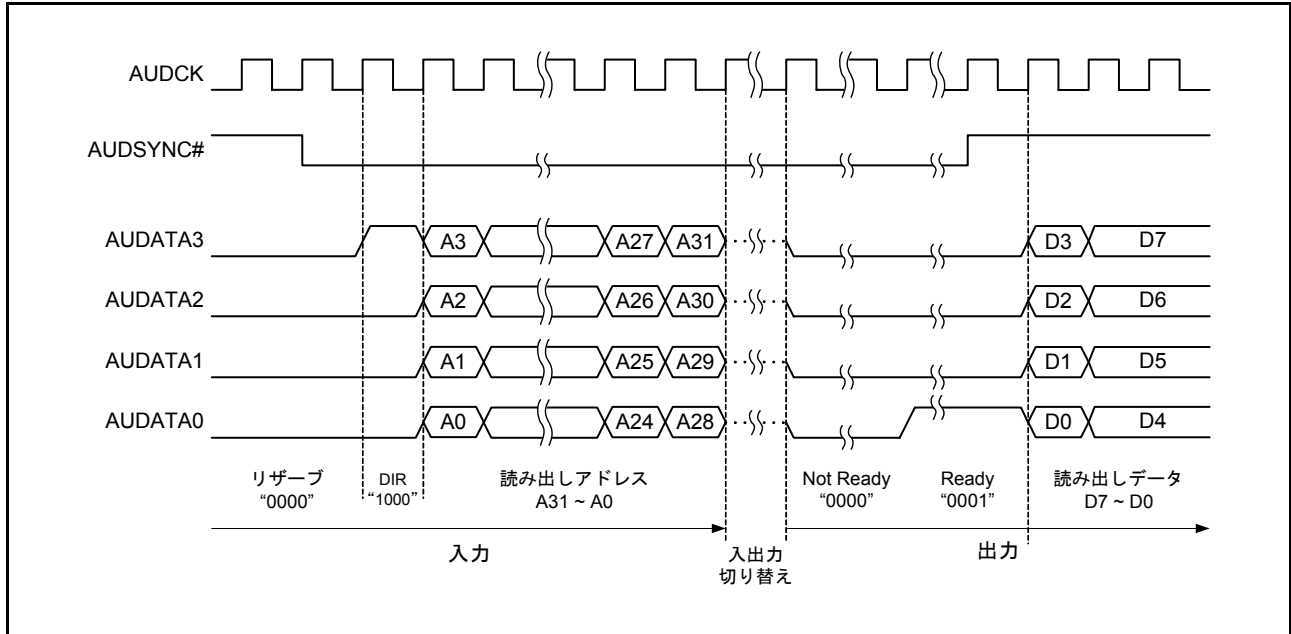 AUDCK
AUDSYNC#
AUDATA3 A3 A27 A31 D3 D7
AUDATA2 A2 A26 A30 D2 D6
AUDATA1 A1 A25 A29 D1 D5
AUDATA0 A0 A24 A28 D0 D4
リザーブ DIR 読み出しアドレス Not Ready Ready 読み出しデータ
“0000” “1000” A31 ~ A0 “0000” “0001” D7 ~ D0
入力 入出力 出力
切り替え